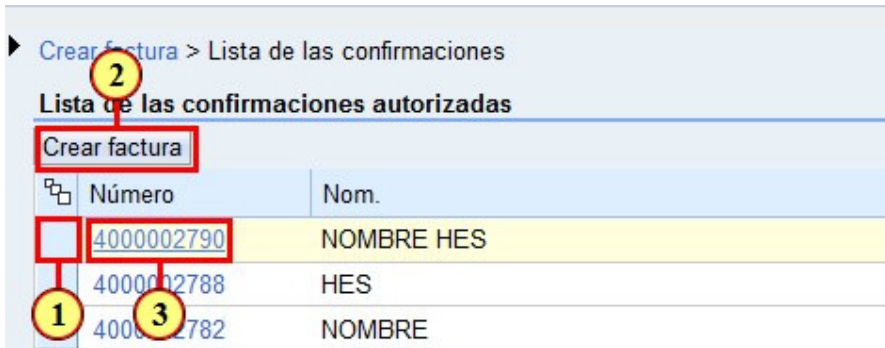 Crear factura > Lista de las confirmaciones
2
Lista de las confirmaciones autorizadas
Crear factura
Número Nom.
4000002790 NOMBRE HES
4000002788 HES
1 3
4000002782 NOMBRE